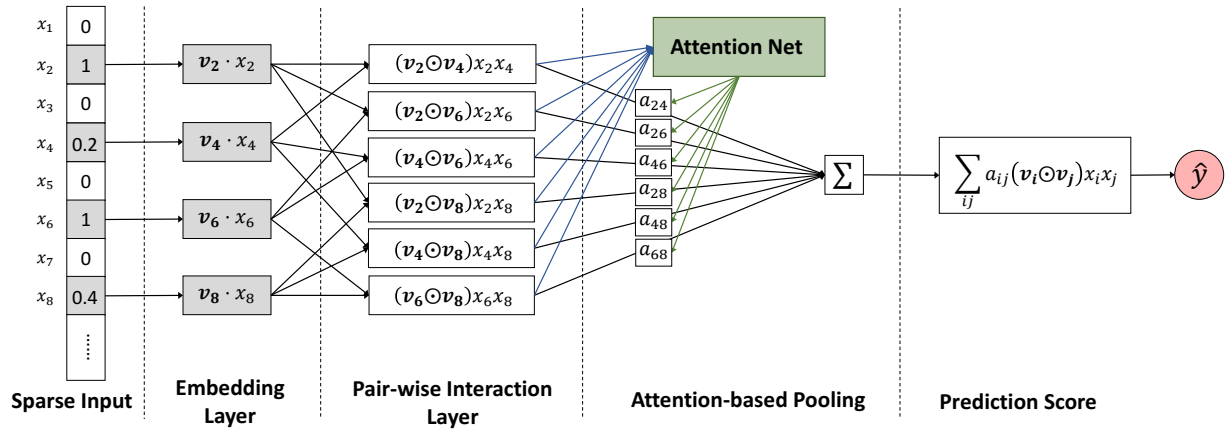 x₁ 0
x₂ 1
x₃ 0
x₄ 0.2
x₅ 0
x₆ 1
x₇ 0
x₈ 0.4
......
Sparse Input
𝒗₂ · x₂
𝒗₄ · x₄
𝒗₆ · x₆
𝒗₈ · x₈
Embedding
Layer
(𝒗₂⊙𝒗₄)x₂x₄
(𝒗₂⊙𝒗₆)x₂x₆
(𝒗₄⊙𝒗₆)x₄x₆
(𝒗₂⊙𝒗₈)x₂x₈
(𝒗₄⊙𝒗₈)x₄x₈
(𝒗₆⊙𝒗₈)x₆x₈
Pair-wise Interaction
Layer
Attention Net
a₂₄
a₂₆
a₄₆
a₂₈
a₄₈
a₆₈
∑
Attention-based Pooling
∑ᵢⱼ aᵢⱼ(𝒗ᵢ⊙𝒗ⱼ)xᵢxⱼ
Prediction Score
ŷ